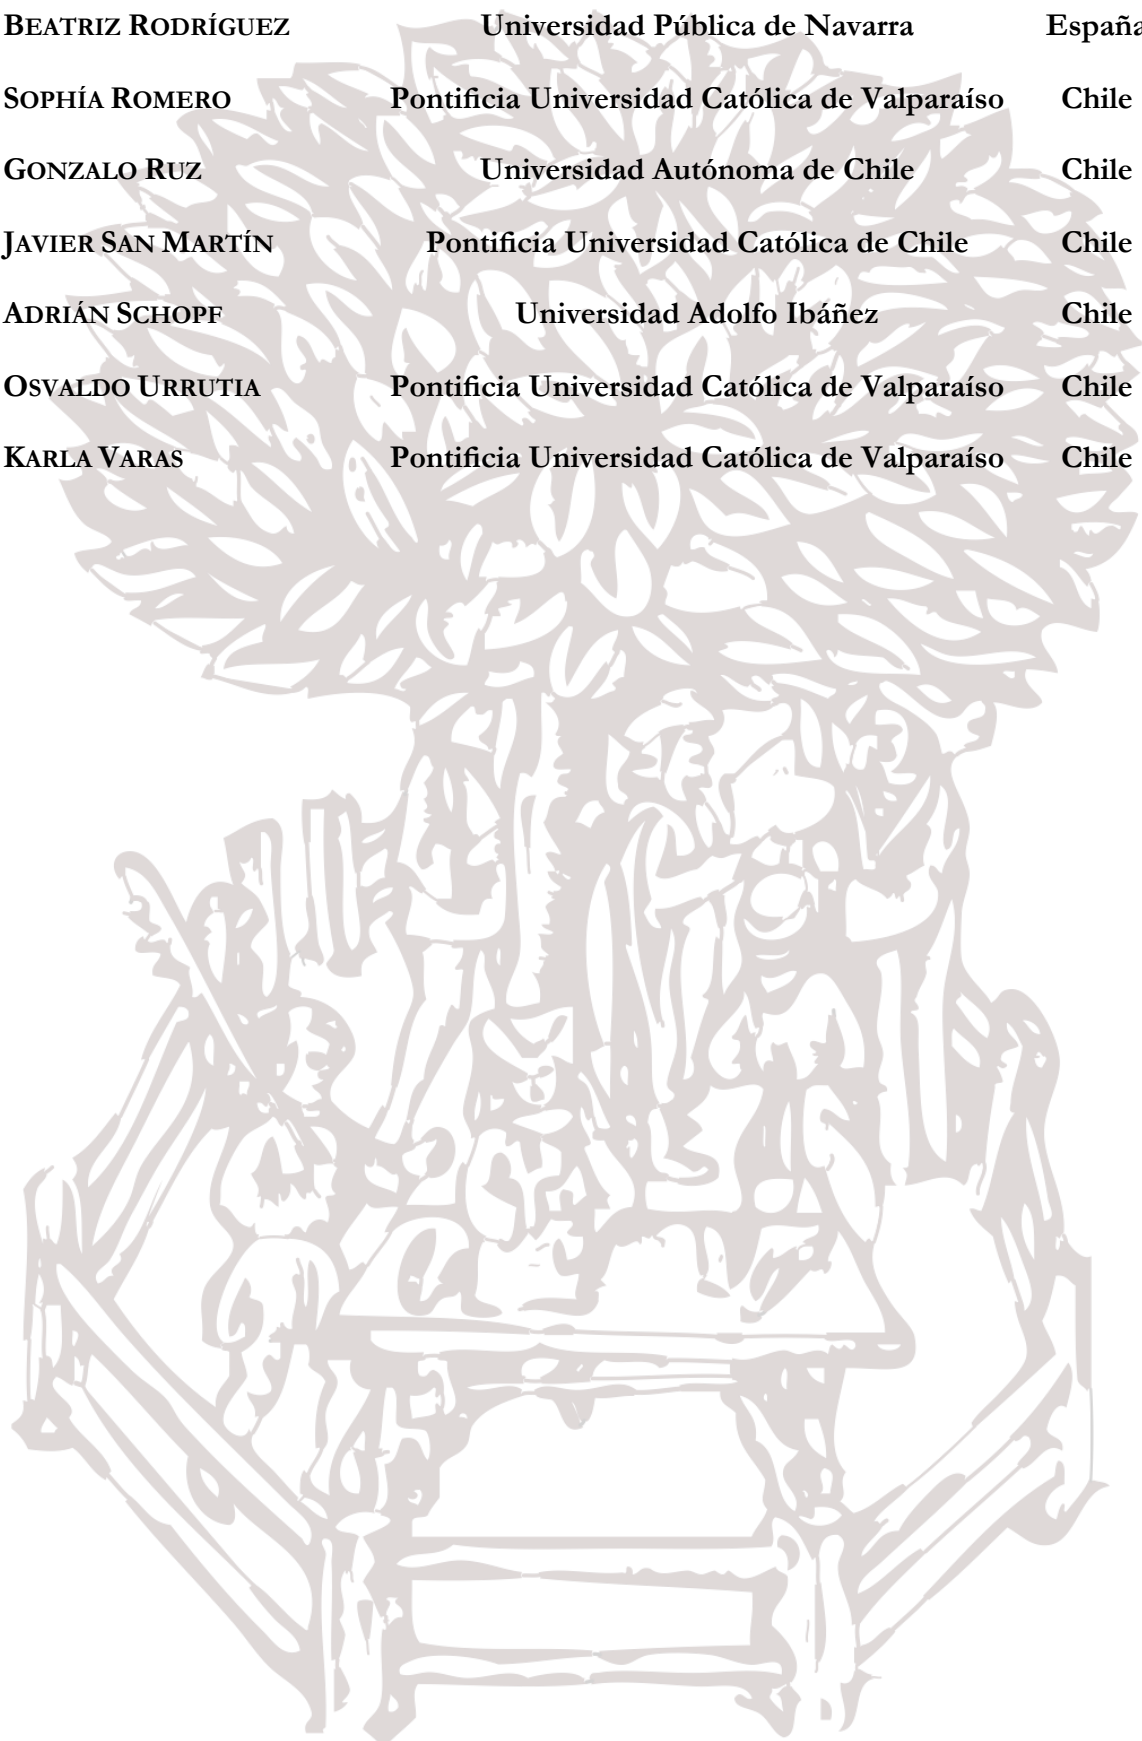 BEATRIZ RODRÍGUEZ Universidad Pública de Navarra España
SOPHÍA ROMERO Pontificia Universidad Católica de Valparaíso Chile
GONZALO RUZ Universidad Autónoma de Chile Chile
JAVIER SAN MARTÍN Pontificia Universidad Católica de Chile Chile
ADRIÁN SCHOPF Universidad Adolfo Ibáñez Chile
OSVALDO URRUTIA Pontificia Universidad Católica de Valparaíso Chile
KARLA VARAS Pontificia Universidad Católica de Valparaíso Chile